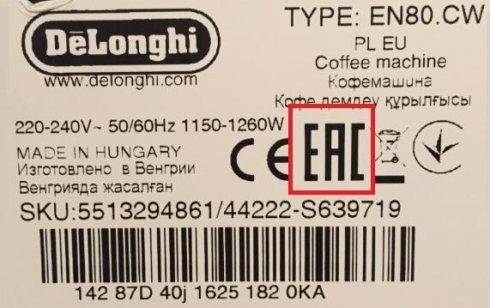 DeLonghi
www.delonghi.com
TYPE: EN80.CW
PL EU
Coffee machine
Кофемашина
Кофе демдеу құрылғысы
220-240V~ 50/60Hz 1150-1260W
MADE IN HUNGARY
Изготовлено в Венгрии
Венгрияда жасалған
CE EAC
SKU:5513294861/44222-S639719
142 87D 40j 1625 182 0KA